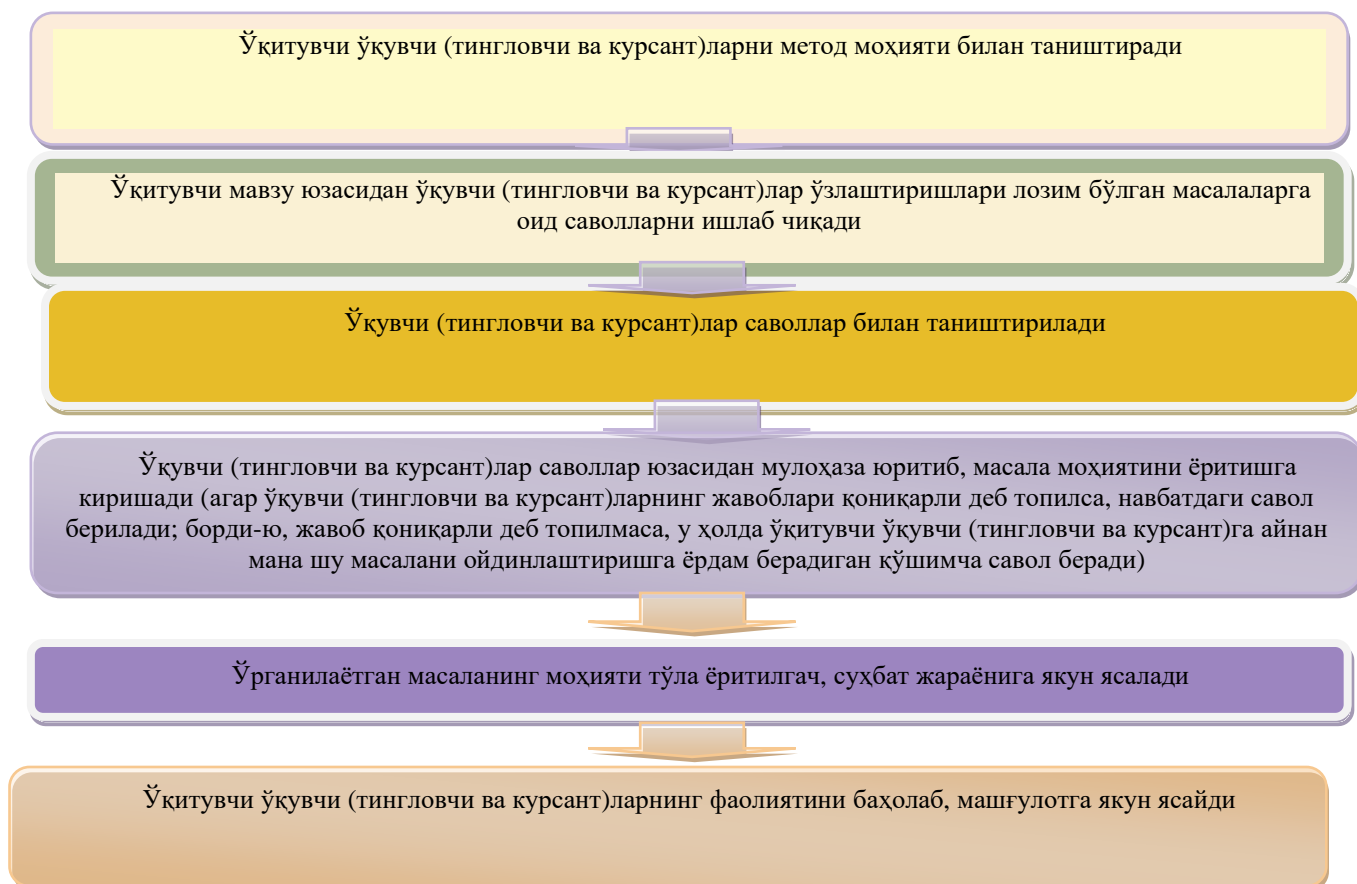 Ўқитувчи ўқувчи (тингловчи ва курсант)ларни метод моҳияти билан таништиради
Ўқитувчи мавзу юзасидан ўқувчи (тингловчи ва курсант)лар ўзлаштиришлари лозим бўлган масалаларга
оид саволларни ишлаб чиқади
Ўқувчи (тингловчи ва курсант)лар саволлар билан таништирилади
Ўқувчи (тингловчи ва курсант)лар саволлар юзасидан мулоҳаза юритиб, масала моҳиятини ёритишга
киришади (агар ўқувчи (тингловчи ва курсант)ларнинг жавоблари қониқарли деб топилса, навбатдаги савол
берилади; борди-ю, жавоб қониқарли деб топилмаса, у ҳолда ўқитувчи ўқувчи (тингловчи ва курсант)га айнан
мана шу масалани ойдинлаштиришга ёрдам берадиган қўшимча савол беради)
Ўрганилаётган масаланинг моҳияти тўла ёритилгач, суҳбат жараёнига якун ясалади
Ўқитувчи ўқувчи (тингловчи ва курсант)ларнинг фаолиятини баҳолаб, машғулотга якун ясайди